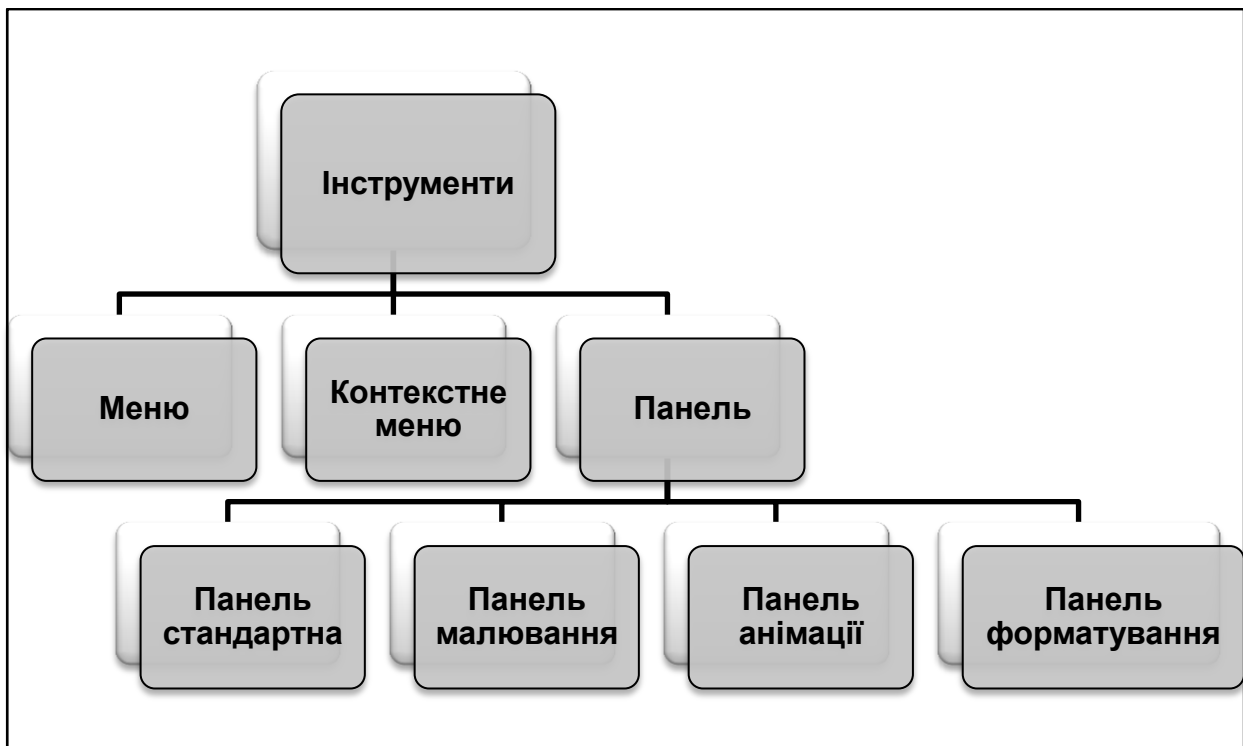 Інструменти
Меню
Контекстне
меню
Панель
Панель
стандартна
Панель
малювання
Панель
анімації
Панель
форматування